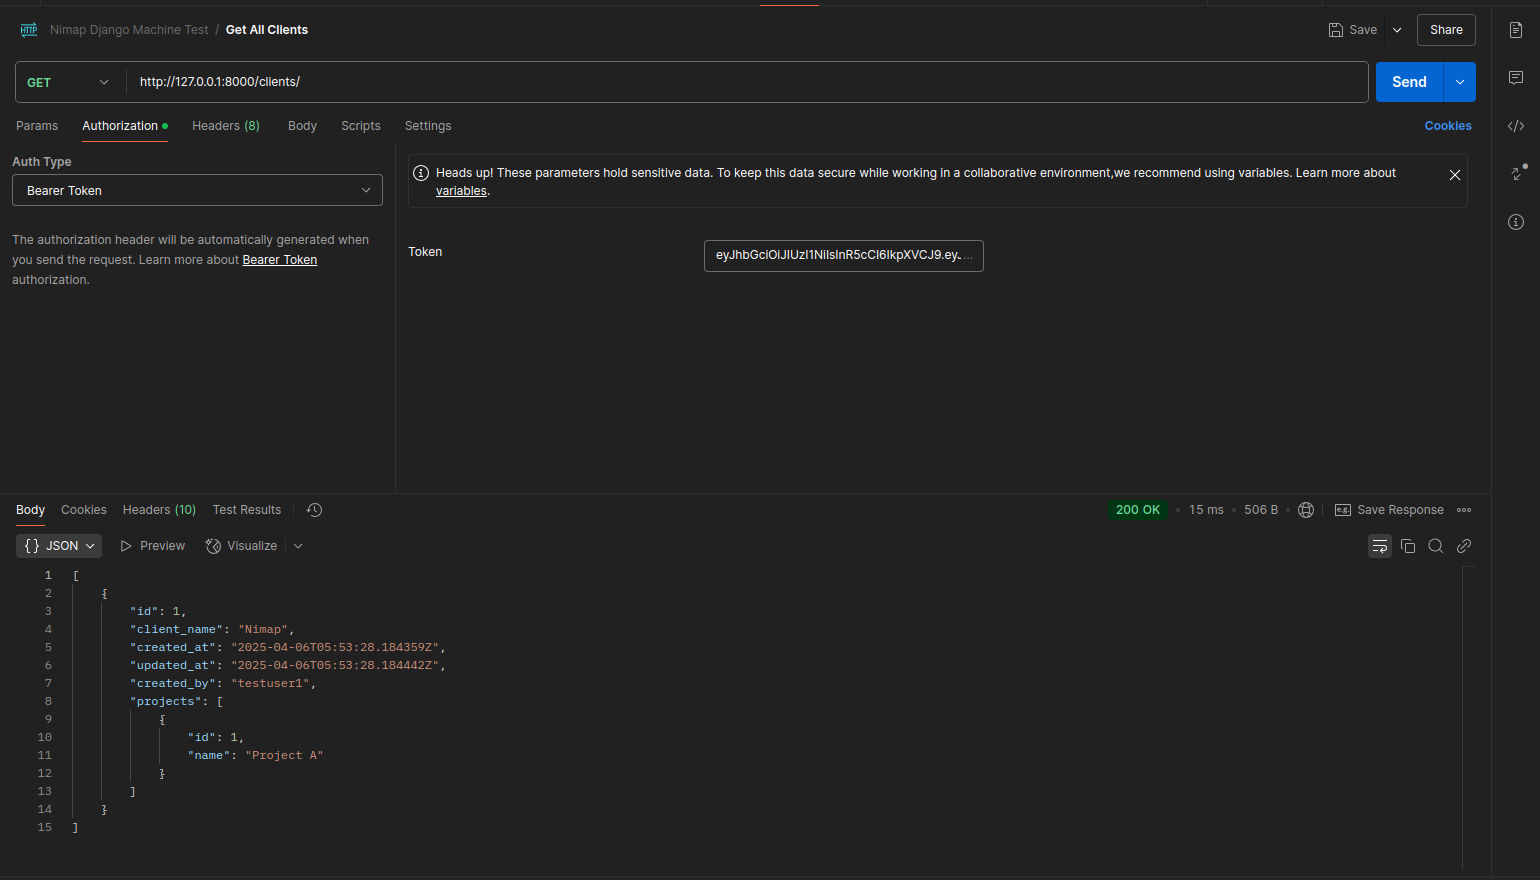 HTTP Nimap Django Machine Test / Get All Clients Save Share
GET http://127.0.0.1:8000/clients/ Send
Params Authorization Headers (8) Body Scripts Settings Cookies
Auth Type
Bearer Token
The authorization header will be automatically generated when
you send the request. Learn more about Bearer Token
authorization.
Heads up! These parameters hold sensitive data. To keep this data secure while working in a collaborative environment,we recommend using variables. Learn more about
variables.
Token eyJhbGciOiJIUzI1NiIsInR5cCI6IkpXVCJ9.eyJ...
Body Cookies Headers (10) Test Results 200 OK • 15 ms • 506 B • e.g. Save Response
{} JSON Preview Visualize
1 [
2 {
3 "id": 1,
4 "client_name": "Nimap",
5 "created_at": "2025-04-06T05:53:28.184359Z",
6 "updated_at": "2025-04-06T05:53:28.184442Z",
7 "created_by": "testuser1",
8 "projects": [
9 {
10 "id": 1,
11 "name": "Project A"
12 }
13 ]
14 }
15 ]